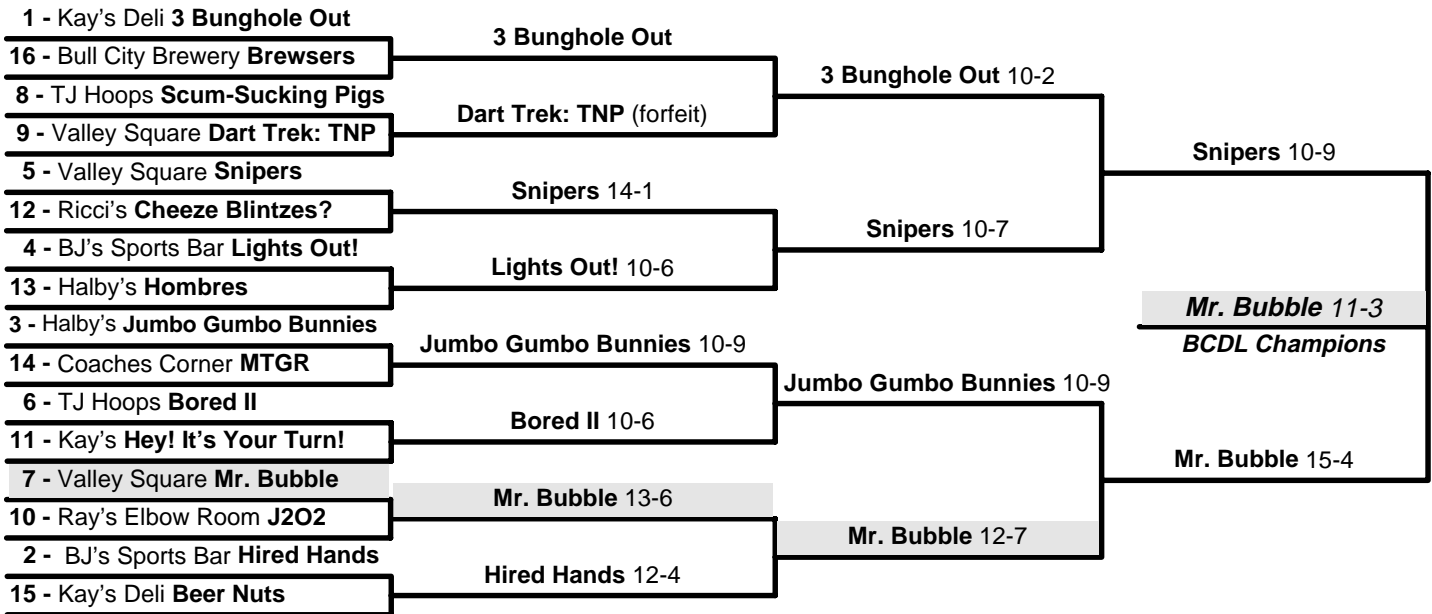 1 - Kay's Deli 3 Bunghole Out
16 - Bull City Brewery Brewsers
8 - TJ Hoops Scum-Sucking Pigs
9 - Valley Square Dart Trek: TNP
5 - Valley Square Snipers
12 - Ricci's Cheeze Blintzes?
4 - BJ's Sports Bar Lights Out!
13 - Halby's Hombres
3 - Halby's Jumbo Gumbo Bunnies
14 - Coaches Corner MTGR
6 - TJ Hoops Bored II
11 - Kay's Hey! It's Your Turn!
7 - Valley Square Mr. Bubble
10 - Ray's Elbow Room J2O2
2 - BJ's Sports Bar Hired Hands
15 - Kay's Deli Beer Nuts
3 Bunghole Out
Dart Trek: TNP (forfeit)
Snipers 14-1
Lights Out! 10-6
Jumbo Gumbo Bunnies 10-9
Bored II 10-6
Mr. Bubble 13-6
Hired Hands 12-4
3 Bunghole Out 10-2
Snipers 10-7
Jumbo Gumbo Bunnies 10-9
Mr. Bubble 12-7
Snipers 10-9
Mr. Bubble 15-4
Mr. Bubble 11-3
BCDL Champions